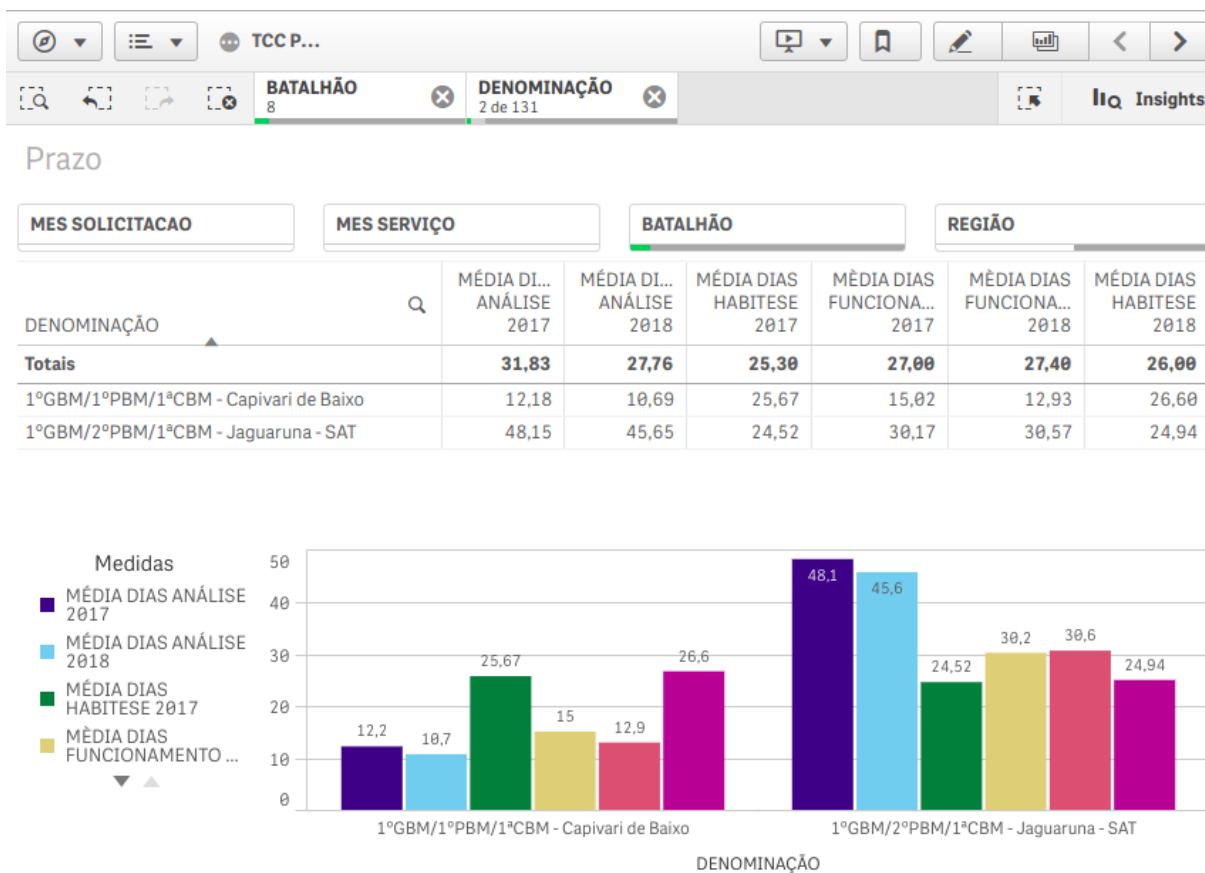 TCC P...
BATALHÃO
8
DENOMINAÇÃO
2 de 131
Insights
Prazo
MES SOLICITACAO
MES SERVIÇO
BATALHÃO
REGIÃO
DENOMINAÇÃO
MÉDIA DI... ANÁLISE 2017
MÉDIA DI... ANÁLISE 2018
MÉDIA DIAS HABITESE 2017
MÈDIA DIAS FUNCIONA... 2017
MÈDIA DIAS FUNCIONA... 2018
MÉDIA DIAS HABITESE 2018
Totais 31,83 27,76 25,30 27,00 27,40 26,00
1ºGBM/1ºPBM/1ªCBM - Capivari de Baixo 12,18 10,69 25,67 15,02 12,93 26,60
1ºGBM/2ºPBM/1ªCBM - Jaguaruna - SAT 48,15 45,65 24,52 30,17 30,57 24,94
Medidas
MÉDIA DIAS ANÁLISE
2017
MÉDIA DIAS ANÁLISE
2018
MÉDIA DIAS
HABITESE 2017
MÈDIA DIAS
FUNCIONAMENTO ...
50
40
30
20
10
0
12,2
10,7
25,67
15
12,9
26,6
48,1
45,6
24,52
30,2
30,6
24,94
1ºGBM/1ºPBM/1ªCBM - Capivari de Baixo
1ºGBM/2ºPBM/1ªCBM - Jaguaruna - SAT
DENOMINAÇÃO